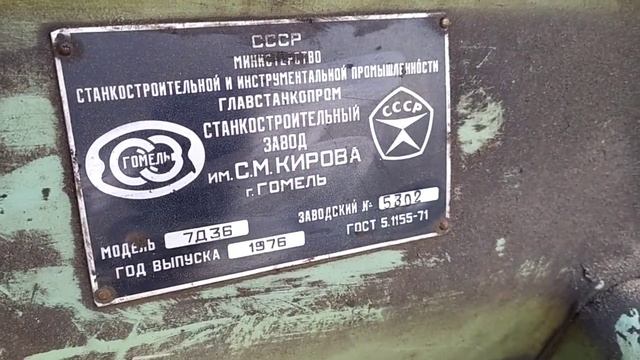 СССР
МИНИСТЕРСТВО
СТАНКОСТРОИТЕЛЬНОЙ И ИНСТРУМЕНТАЛЬНОЙ ПРОМЫШЛЕННОСТИ
ГЛАВСТАНКОПРОМ
СТАНКОСТРОИТЕЛЬНЫЙ
ЗАВОД
ИМ. С.М. КИРОВА
Г. ГОМЕЛЬ
ГОМЕЛЬ
СССР
МОДЕЛЬ 7Д36
ЗАВОДСКИЙ № 5302
ГОД ВЫПУСКА 1976
ГОСТ 5.1155-71